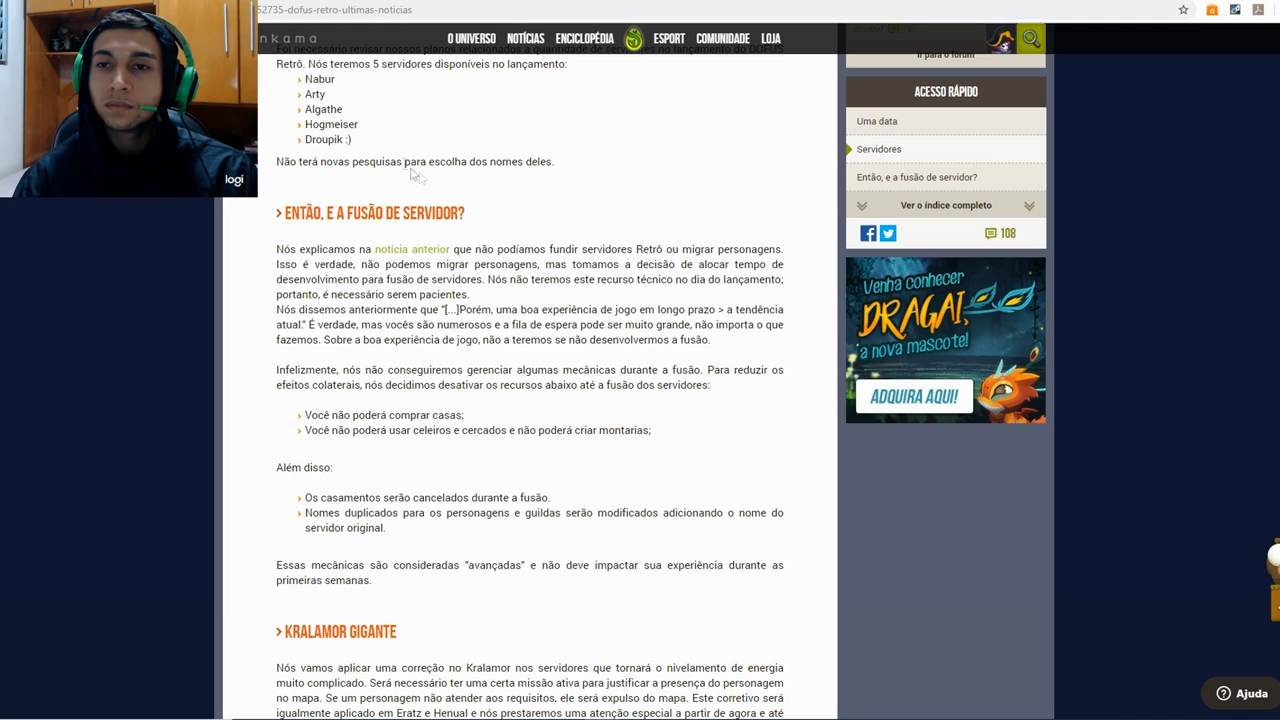 52735-dofus-retro-ultimas-noticias
nkama
O UNIVERSO NOTÍCIAS ENCICLOPÉDIA ESPORT COMUNIDADE LOJA
Foi necessário revisar nossos planos relacionados a quantidade de servidores no lançamento do DOFUS
Retrô. Nós teremos 5 servidores disponíveis no lançamento:
Nabur
Arty
Algathe
Hogmeiser
Droupik :)
Não terá novas pesquisas para escolha dos nomes deles.
logi
> ENTÃO, E A FUSÃO DE SERVIDOR?
Nós explicamos na notícia anterior que não podíamos fundir servidores Retrô ou migrar personagens.
Isso é verdade, não podemos migrar personagens, mas tomamos a decisão de alocar tempo de
desenvolvimento para fusão de servidores. Nós não teremos este recurso técnico no dia do lançamento;
portanto, é necessário serem pacientes.
Nós dissemos anteriormente que "[...]Porém, uma boa experiência de jogo em longo prazo > a tendência
atual." É verdade, mas vocês são numerosos e a fila de espera pode ser muito grande, não importa o que
fazemos. Sobre a boa experiência de jogo, não a teremos se não desenvolvermos a fusão.
Infelizmente, nós não conseguiremos gerenciar algumas mecânicas durante a fusão. Para reduzir os
efeitos colaterais, nós decidimos desativar os recursos abaixo até a fusão dos servidores:
Você não poderá comprar casas;
Você não poderá usar celeiros e cercados e não poderá criar montarias;
Além disso:
Os casamentos serão cancelados durante a fusão.
Nomes duplicados para os personagens e guildas serão modificados adicionando o nome do
servidor original.
Essas mecânicas são consideradas "avançadas" e não deve impactar sua experiência durante as
primeiras semanas.
> KRALAMOR GIGANTE
Nós vamos aplicar uma correção no Kralamor nos servidores que tornará o nivelamento de energia
muito complicado. Será necessário ter uma certa missão ativa para justificar a presença do personagem
no mapa. Se um personagem não atender aos requisitos, ele será expulso do mapa. Este corretivo será
igualmente aplicado em Eratz e Henual e nós prestaremos uma atenção especial a partir de agora e até
Ir para o fórum
ACESSO RÁPIDO
Uma data
Servidores
Então, e a fusão de servidor?
Ver o índice completo
108
Venha conhecer
DRAGAI,
a nova mascote!
ADQUIRA AQUI!
Ajuda